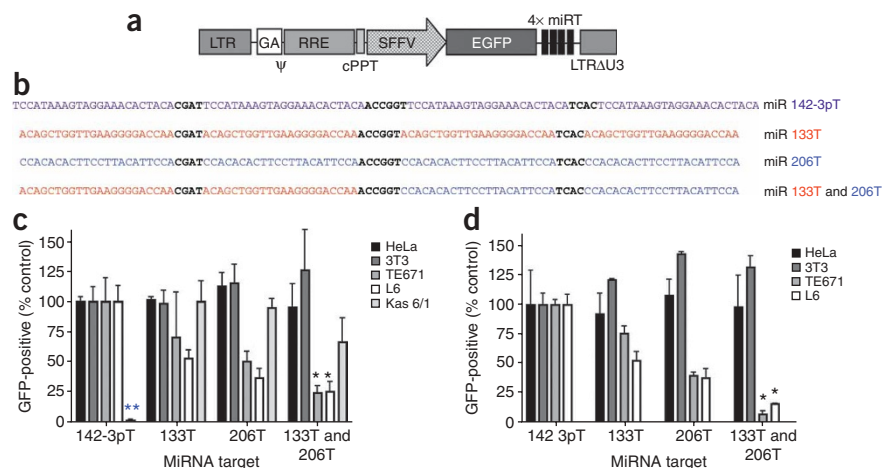 a
4× miRT
LTR GA RRE SFFV EGFP
ψ cPPT LTRΔU3
b
TCCATAAAGTAGGAAACACTACACGATTCCATAAAGTAGGAAACACTACAACCGGTTCCATAAAGTAGGAAACACTACATCACTCCATAAAGTAGGAAACACTACA miR 142-3pT
ACAGCTGGTTGAAGGGGACCAACGATACAGCTGGTTGAAGGGGACCAAACCGGTACAGCTGGTTGAAGGGGACCAATCACACAGCTGGTTGAAGGGGACCAA miR 133T
CCACACACTTCCTTACATTCCACGATCCACACACTTCCTTACATTCCAACCGGTCCACACACTTCCTTACATTCCATCACCCACACACTTCCTTACATTCCA miR 206T
ACAGCTGGTTGAAGGGGACCAACGATACAGCTGGTTGAAGGGGACCAAACCGGTCCACACACTTCCTTACATTCCATCACCCACACACTTCCTTACATTCCA miR 133T and 206T
c
GFP-positive (% control)
150
125
100
75
50
25
0
**
* *
HeLa
3T3
TE671
L6
Kas 6/1
142-3pT 133T 206T 133T and
206T
MiRNA target
d
GFP-positive (% control)
150
125
100
75
50
25
0
* *
HeLa
3T3
TE671
L6
142 3pT 133T 206T 133T and
206T
MiRNA target